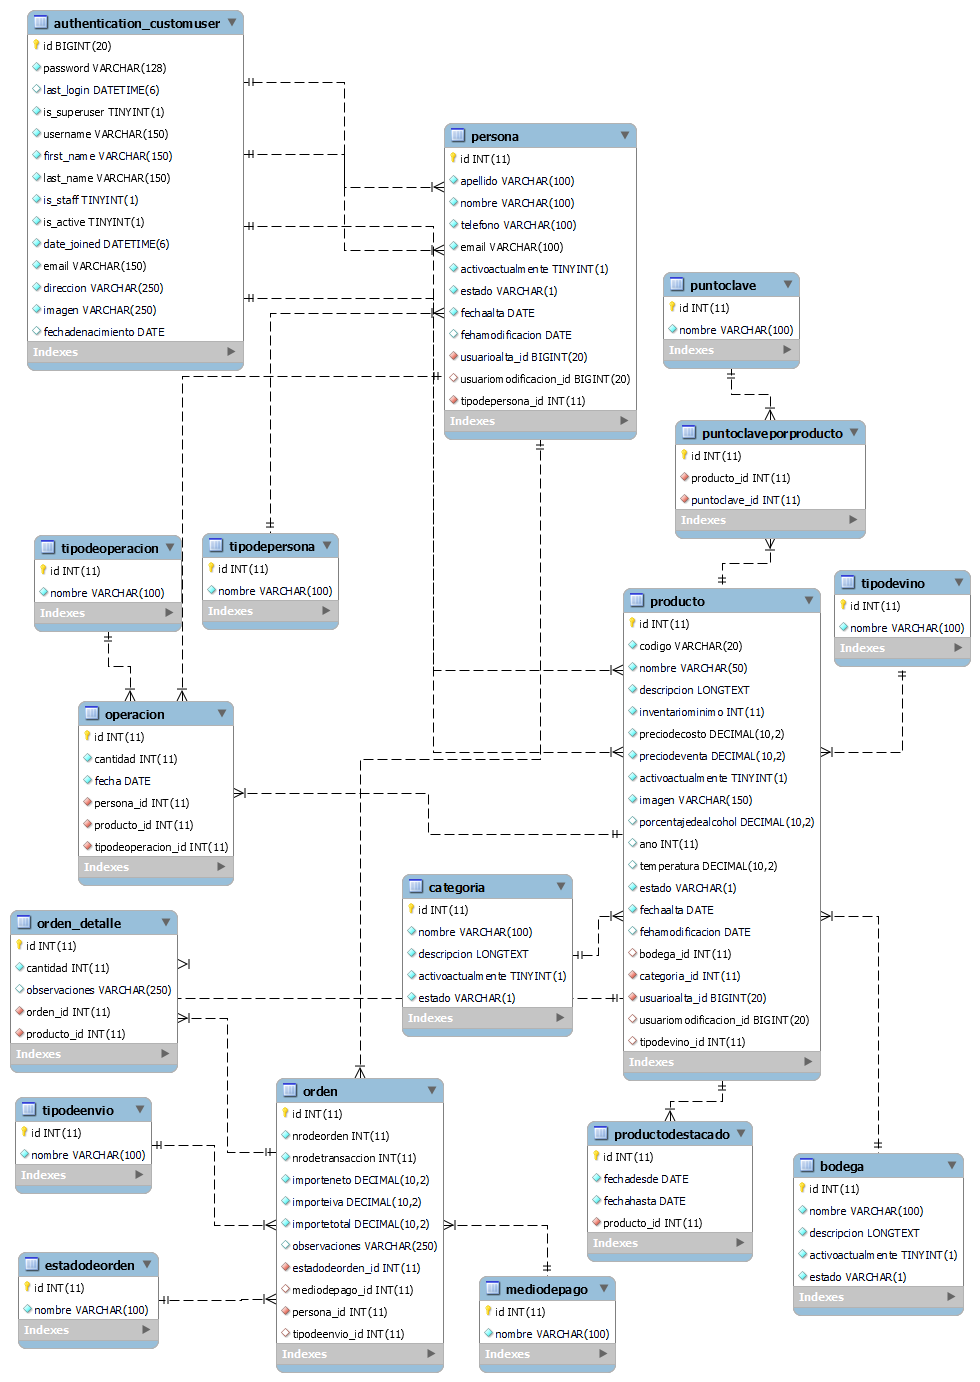 authentication_customuser
id BIGINT(20)
password VARCHAR(128)
last_login DATETIME(6)
is_superuser TINYINT(1)
username VARCHAR(150)
first_name VARCHAR(150)
last_name VARCHAR(150)
is_staff TINYINT(1)
is_active TINYINT(1)
date_joined DATETIME(6)
email VARCHAR(150)
direccion VARCHAR(250)
imagen VARCHAR(250)
fechadenacimiento DATE
Indexes
persona
id INT(11)
apellido VARCHAR(100)
nombre VARCHAR(100)
telefono VARCHAR(100)
email VARCHAR(100)
activoactualmente TINYINT(1)
estado VARCHAR(1)
fechaalta DATE
fehamodificacion DATE
usuarioalta_id BIGINT(20)
usuariomodificacion_id BIGINT(20)
tipodepersona_id INT(11)
Indexes
puntoclave
id INT(11)
nombre VARCHAR(100)
Indexes
puntoclaveporproducto
id INT(11)
producto_id INT(11)
puntoclave_id INT(11)
Indexes
tipodeoperacion
id INT(11)
nombre VARCHAR(100)
Indexes
tipodepersona
id INT(11)
nombre VARCHAR(100)
Indexes
producto
id INT(11)
codigo VARCHAR(20)
nombre VARCHAR(50)
descripcion LONGTEXT
inventariominimo INT(11)
preciodecosto DECIMAL(10,2)
preciodeventa DECIMAL(10,2)
activoactualmente TINYINT(1)
imagen VARCHAR(150)
porcentajedealcohol DECIMAL(10,2)
ano INT(11)
temperatura DECIMAL(10,2)
estado VARCHAR(1)
fechaalta DATE
fehamodificacion DATE
bodega_id INT(11)
categoria_id INT(11)
usuarioalta_id BIGINT(20)
usuariomodificacion_id BIGINT(20)
tipodevino_id INT(11)
Indexes
tipodevino
id INT(11)
nombre VARCHAR(100)
Indexes
operacion
id INT(11)
cantidad INT(11)
fecha DATE
persona_id INT(11)
producto_id INT(11)
tipodeoperacion_id INT(11)
Indexes
categoria
id INT(11)
nombre VARCHAR(100)
descripcion LONGTEXT
activoactualmente TINYINT(1)
estado VARCHAR(1)
Indexes
orden_detalle
id INT(11)
cantidad INT(11)
observaciones VARCHAR(250)
orden_id INT(11)
producto_id INT(11)
Indexes
orden
id INT(11)
nrodeorden INT(11)
nrodetransaccion INT(11)
importeneto DECIMAL(10,2)
importeiva DECIMAL(10,2)
importetotal DECIMAL(10,2)
observaciones VARCHAR(250)
estadodeorden_id INT(11)
mediodepago_id INT(11)
persona_id INT(11)
tipodeenvio_id INT(11)
Indexes
tipodeenvio
id INT(11)
nombre VARCHAR(100)
Indexes
productodestacado
id INT(11)
fechadesde DATE
fechahasta DATE
producto_id INT(11)
Indexes
bodega
id INT(11)
nombre VARCHAR(100)
descripcion LONGTEXT
activoactualmente TINYINT(1)
estado VARCHAR(1)
Indexes
estadodeorden
id INT(11)
nombre VARCHAR(100)
Indexes
mediodepago
id INT(11)
nombre VARCHAR(100)
Indexes